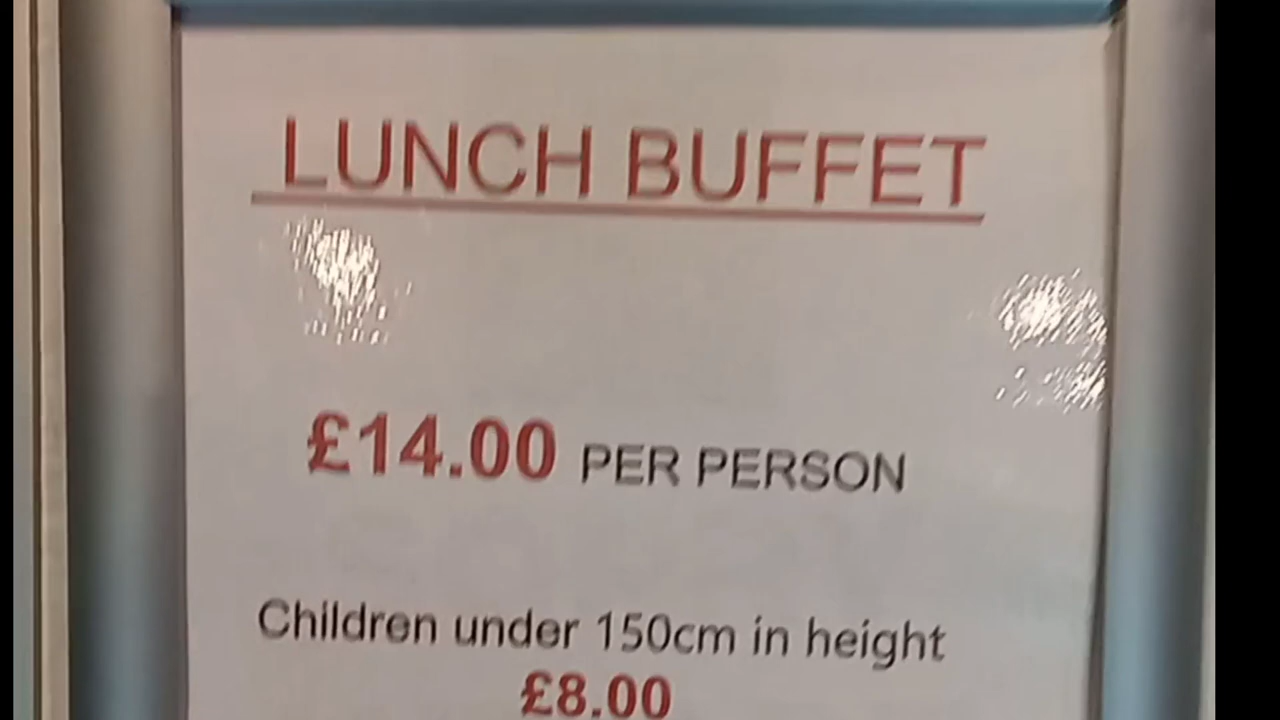 LUNCH BUFFET
£14.00 PER PERSON
Children under 150cm in height
£8.00